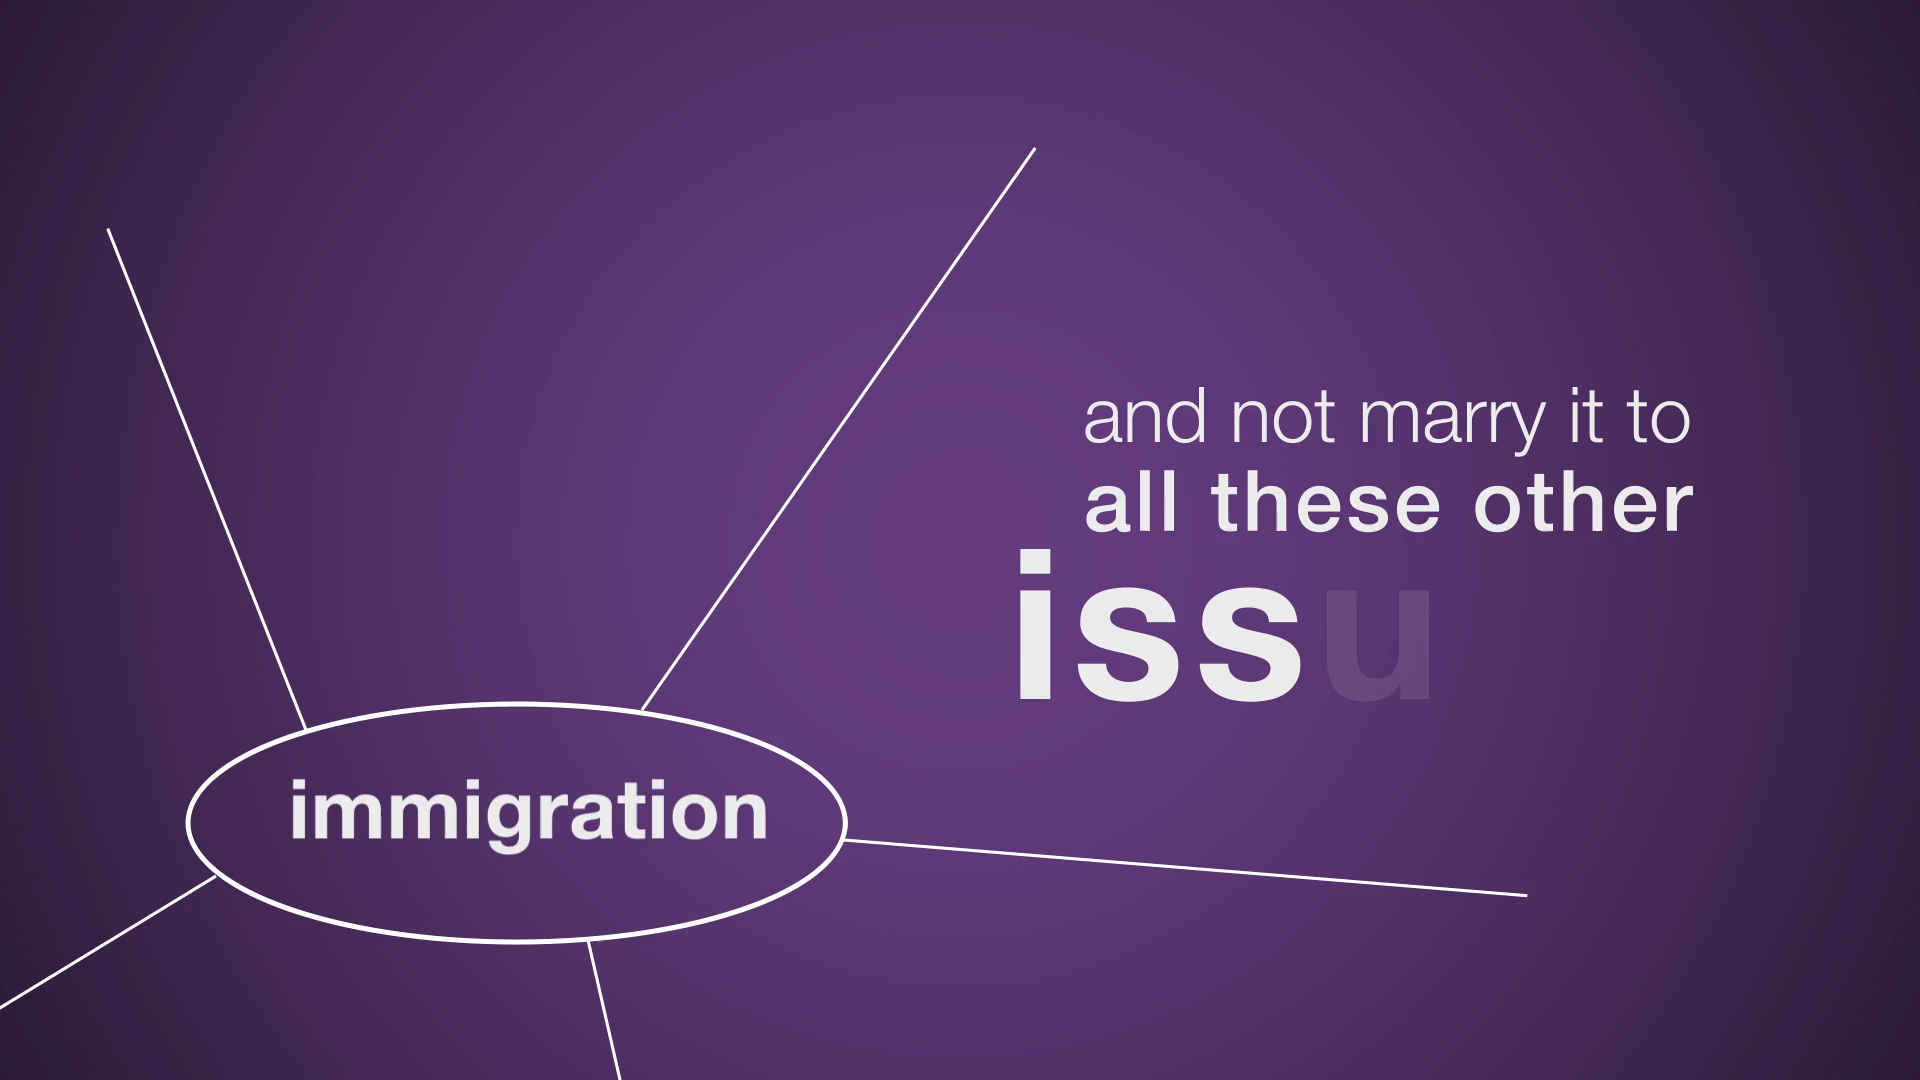 and not marry it to
all these other
issu
immigration